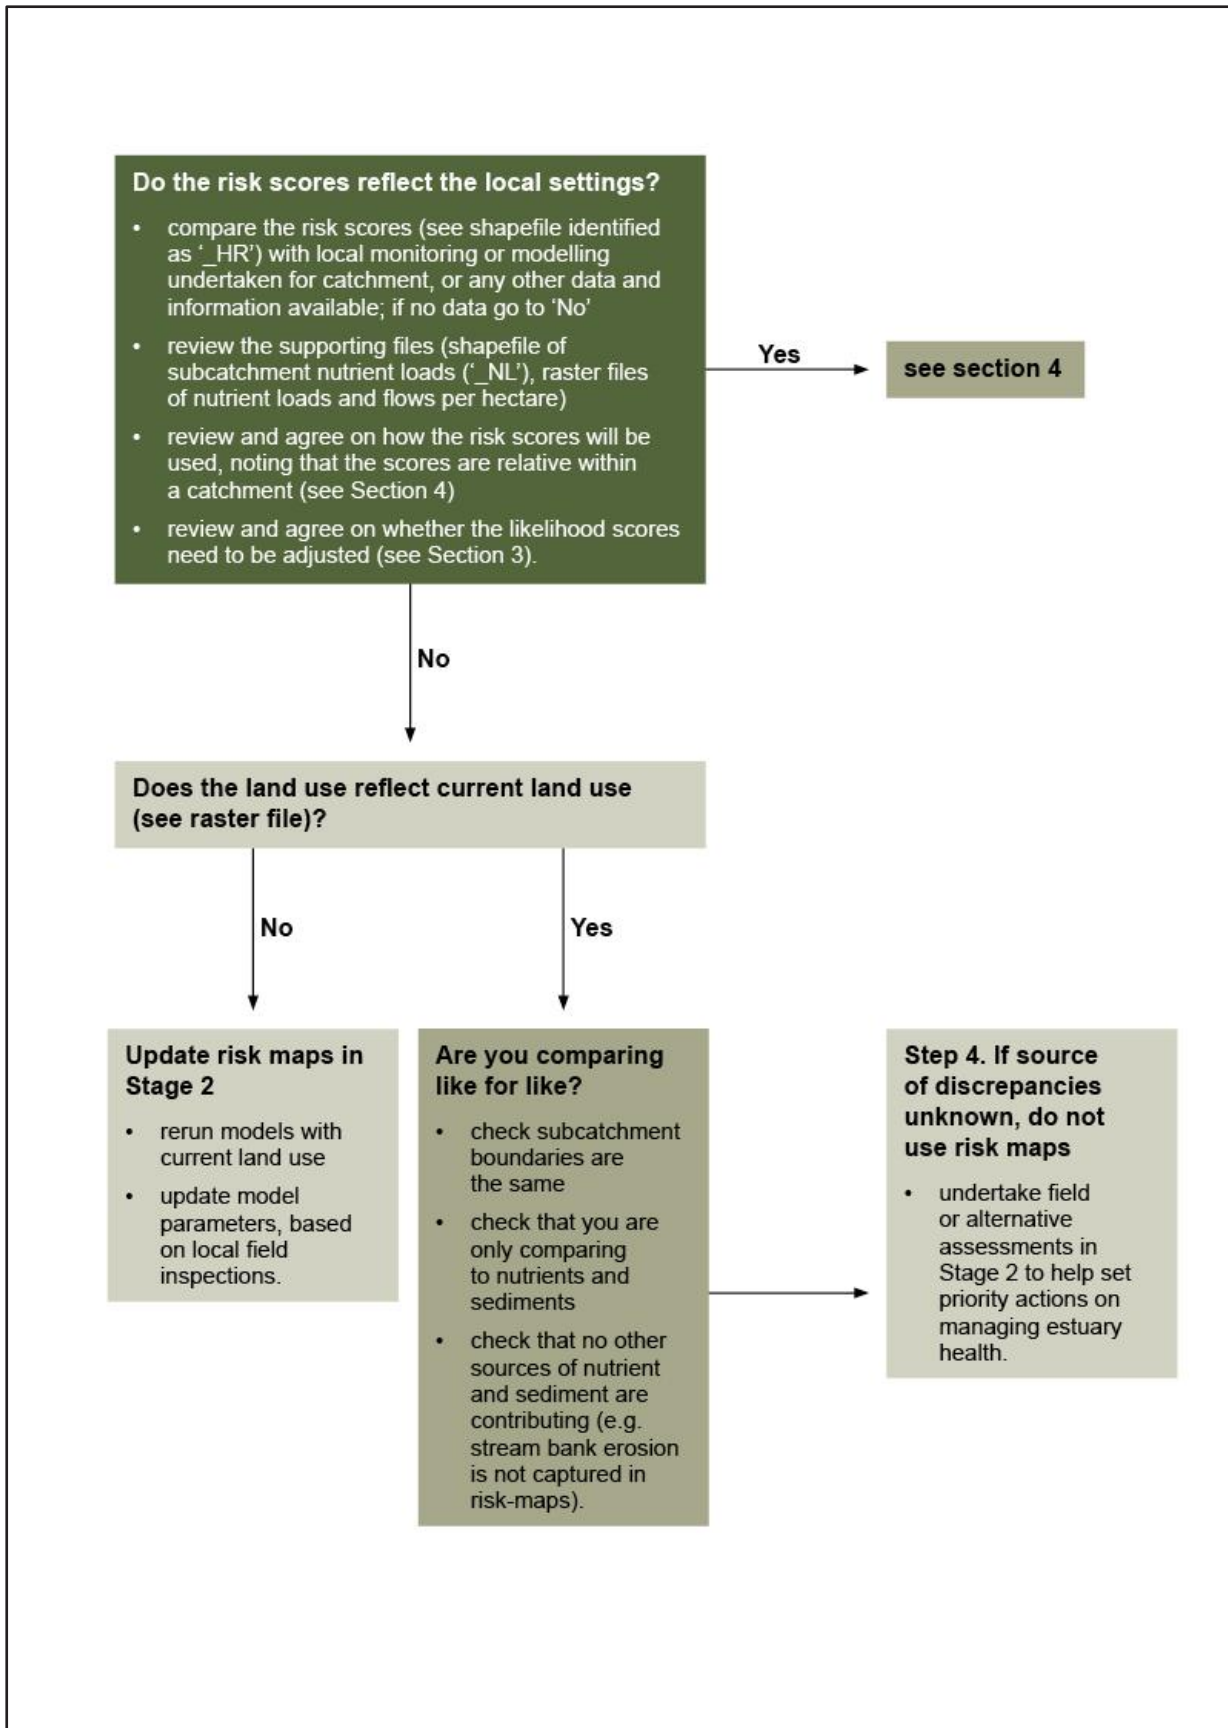 Do the risk scores reflect the local settings?
• compare the risk scores (see shapefile identified
as ‘_HR’) with local monitoring or modelling
undertaken for catchment, or any other data and
information available; if no data go to ‘No’
• review the supporting files (shapefile of
subcatchment nutrient loads (‘_NL’), raster files
of nutrient loads and flows per hectare)
• review and agree on how the risk scores will be
used, noting that the scores are relative within
a catchment (see Section 4)
• review and agree on whether the likelihood scores
need to be adjusted (see Section 3).
Yes
see section 4
No
Does the land use reflect current land use
(see raster file)?
No
Yes
Update risk maps in
Stage 2
• rerun models with
current land use
• update model
parameters, based
on local field
inspections.
Are you comparing
like for like?
• check subcatchment
boundaries are
the same
• check that you are
only comparing
to nutrients and
sediments
• check that no other
sources of nutrient
and sediment are
contributing (e.g.
stream bank erosion
is not captured in
risk-maps).
Step 4. If source
of discrepancies
unknown, do not
use risk maps
• undertake field
or alternative
assessments in
Stage 2 to help set
priority actions on
managing estuary
health.